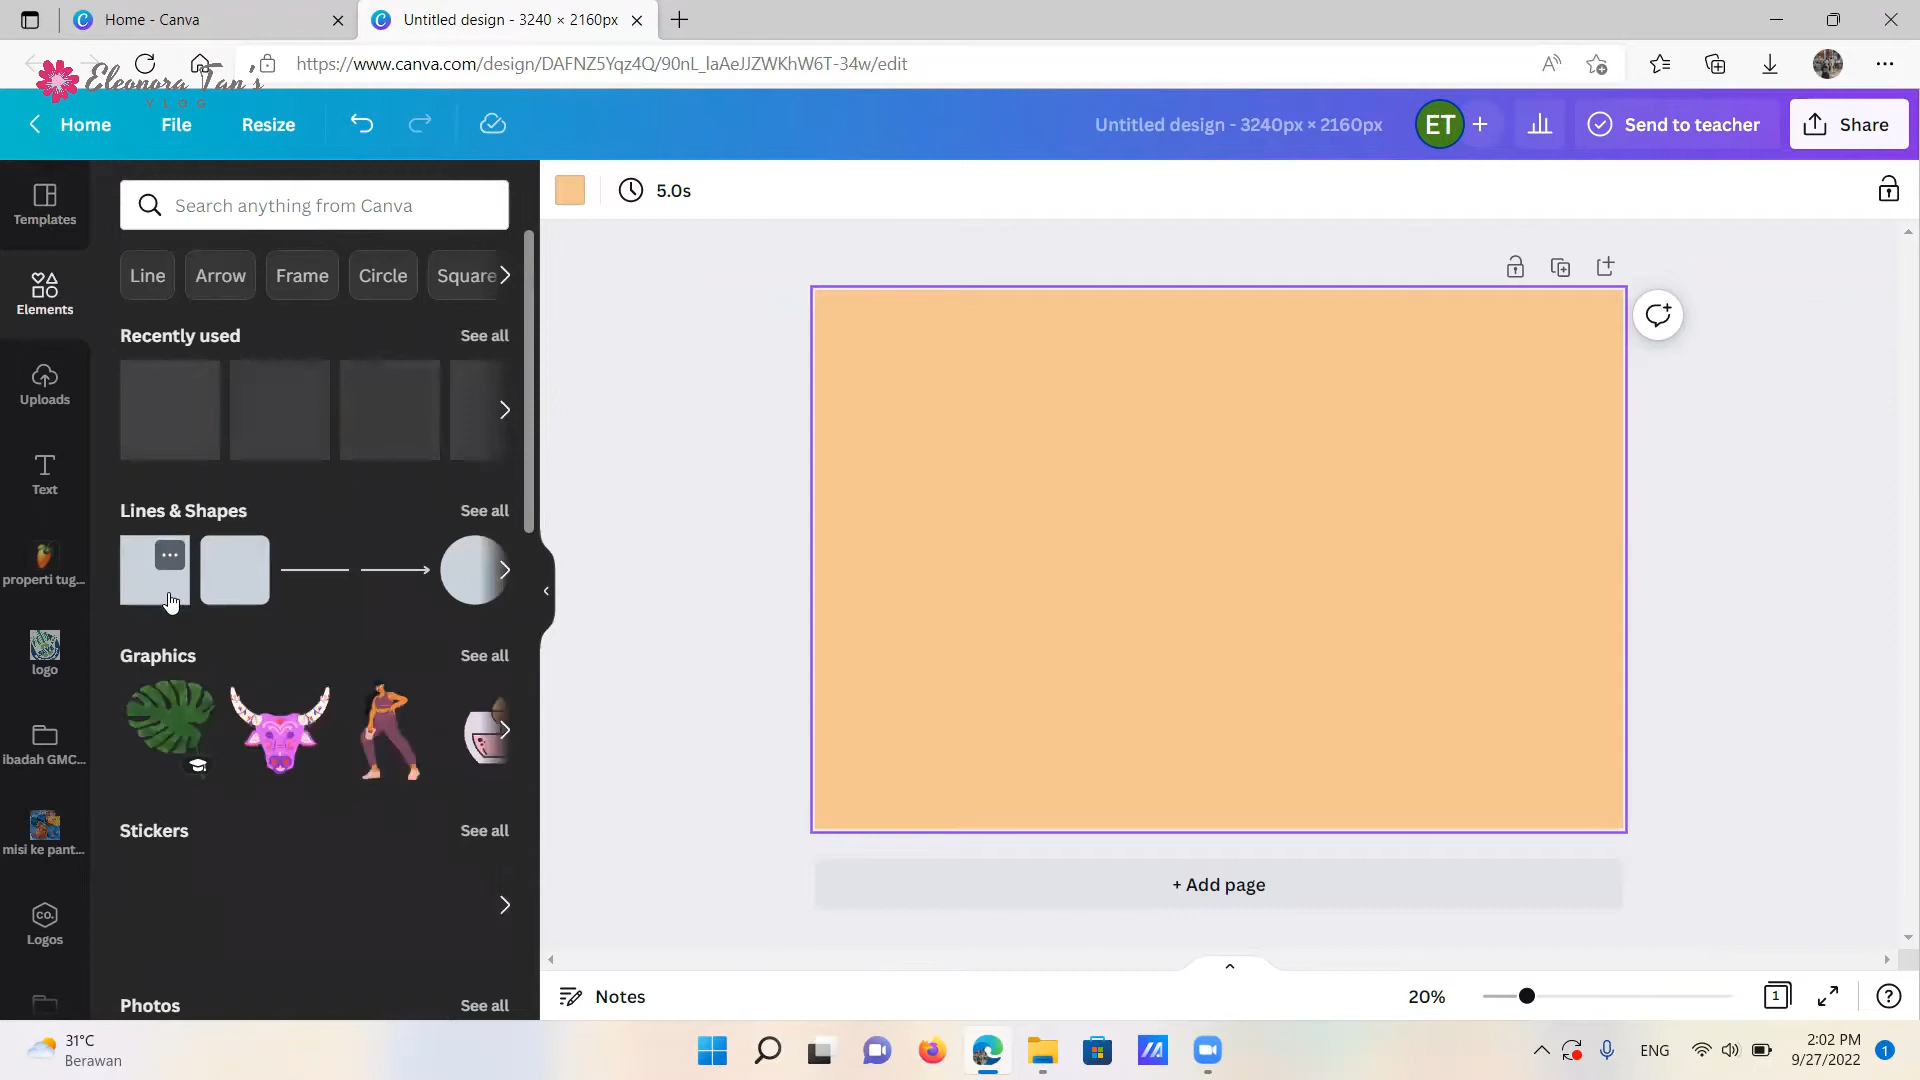 Home - Canva
Untitled design - 3240 × 2160px
https://www.canva.com/design/DAFNZ5Yqz4Q/90nL_laAeJJZWKhW6T-34w/edit
Eleonora Tan's
VLOG
Home
File
Resize
Untitled design - 3240px × 2160px
ET
Send to teacher
Share
Templates
Elements
Uploads
Text
properti tug...
logo
ibadah GMC...
misi ke pant...
CO.
Logos
Search anything from Canva
Line
Arrow
Frame
Circle
Square
Recently used
See all
Lines & Shapes
See all
Graphics
See all
Stickers
See all
Photos
See all
5.0s
+ Add page
Notes
20%
1
31°C
Berawan
ENG
2:02 PM
9/27/2022
1